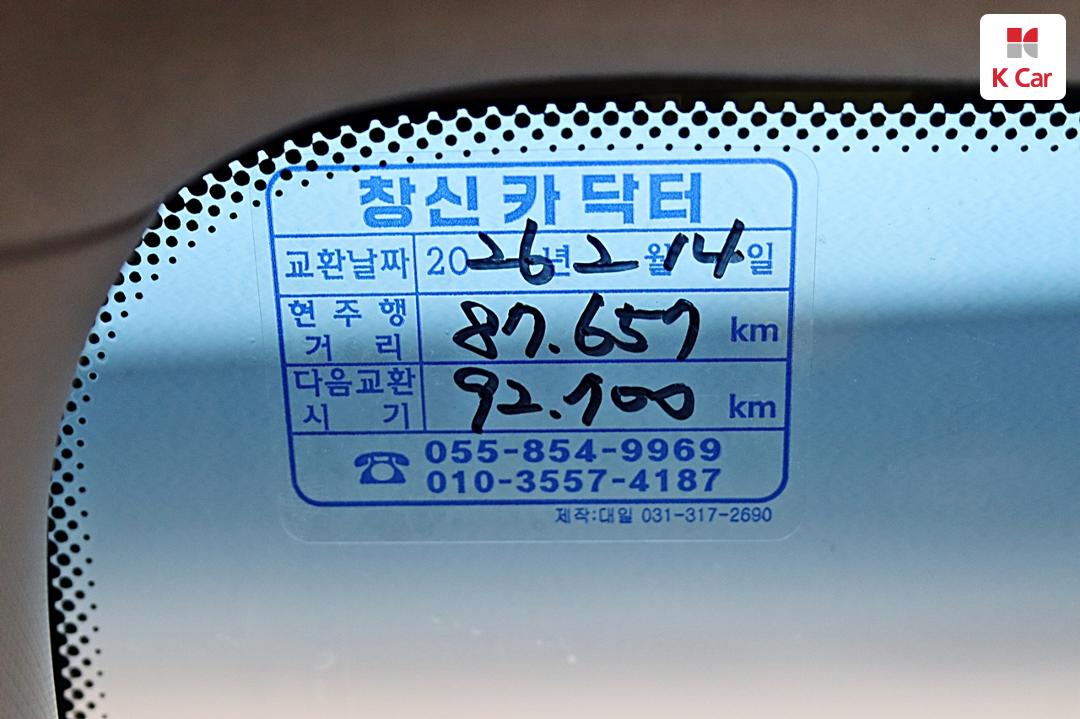 K Car
창신 카 닥터
교환날짜 2026년 2월 14일
현주행거리 87.657 km
다음교환시기 92.700 km
055-854-9969
010-3557-4187
제작:대일 031-317-2690